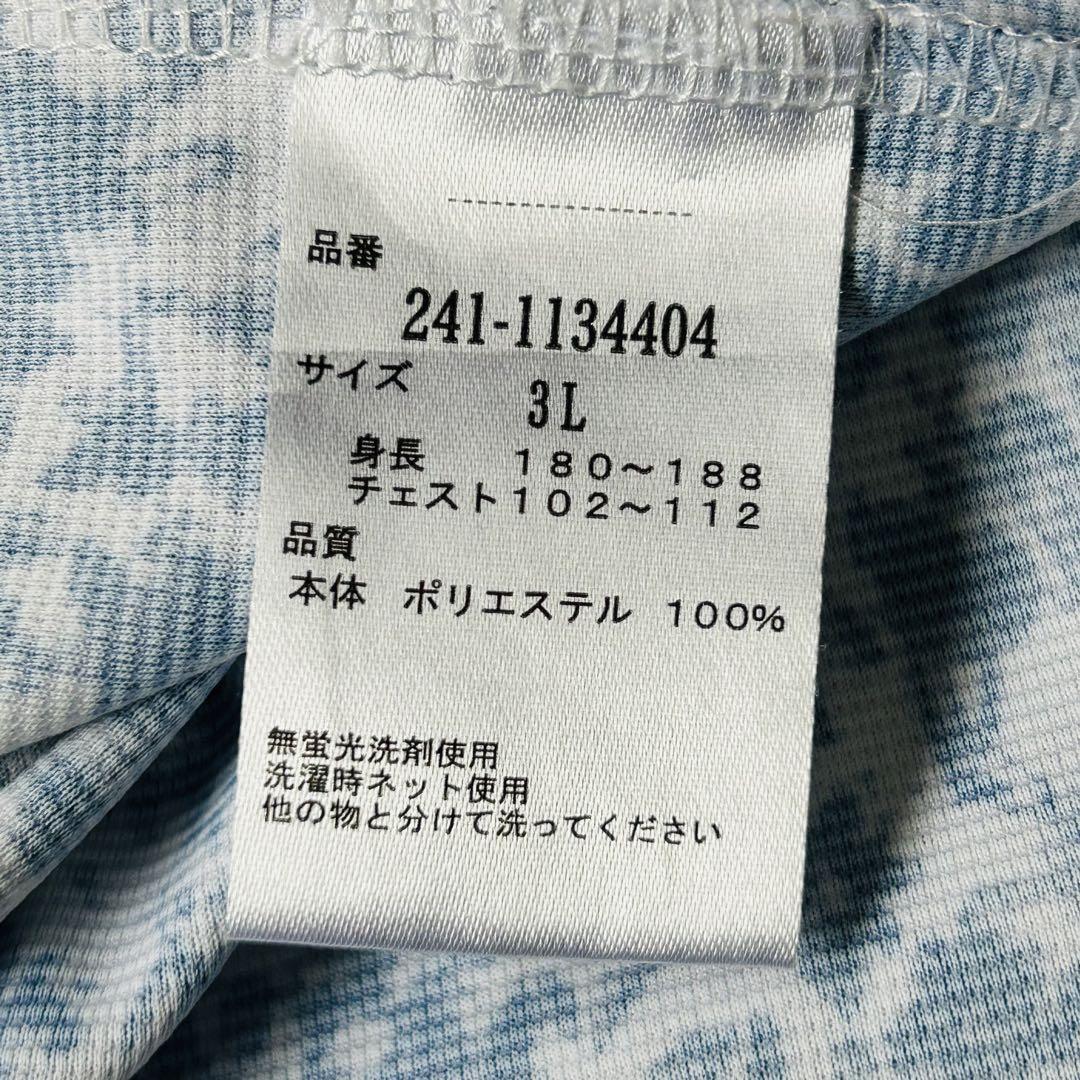 品番
241-1134404
サイズ
3L
身長 180~188
チェスト102~112
品質
本体 ポリエステル 100%
無蛍光洗剤使用
洗濯時ネット使用
他の物と分けて洗ってください